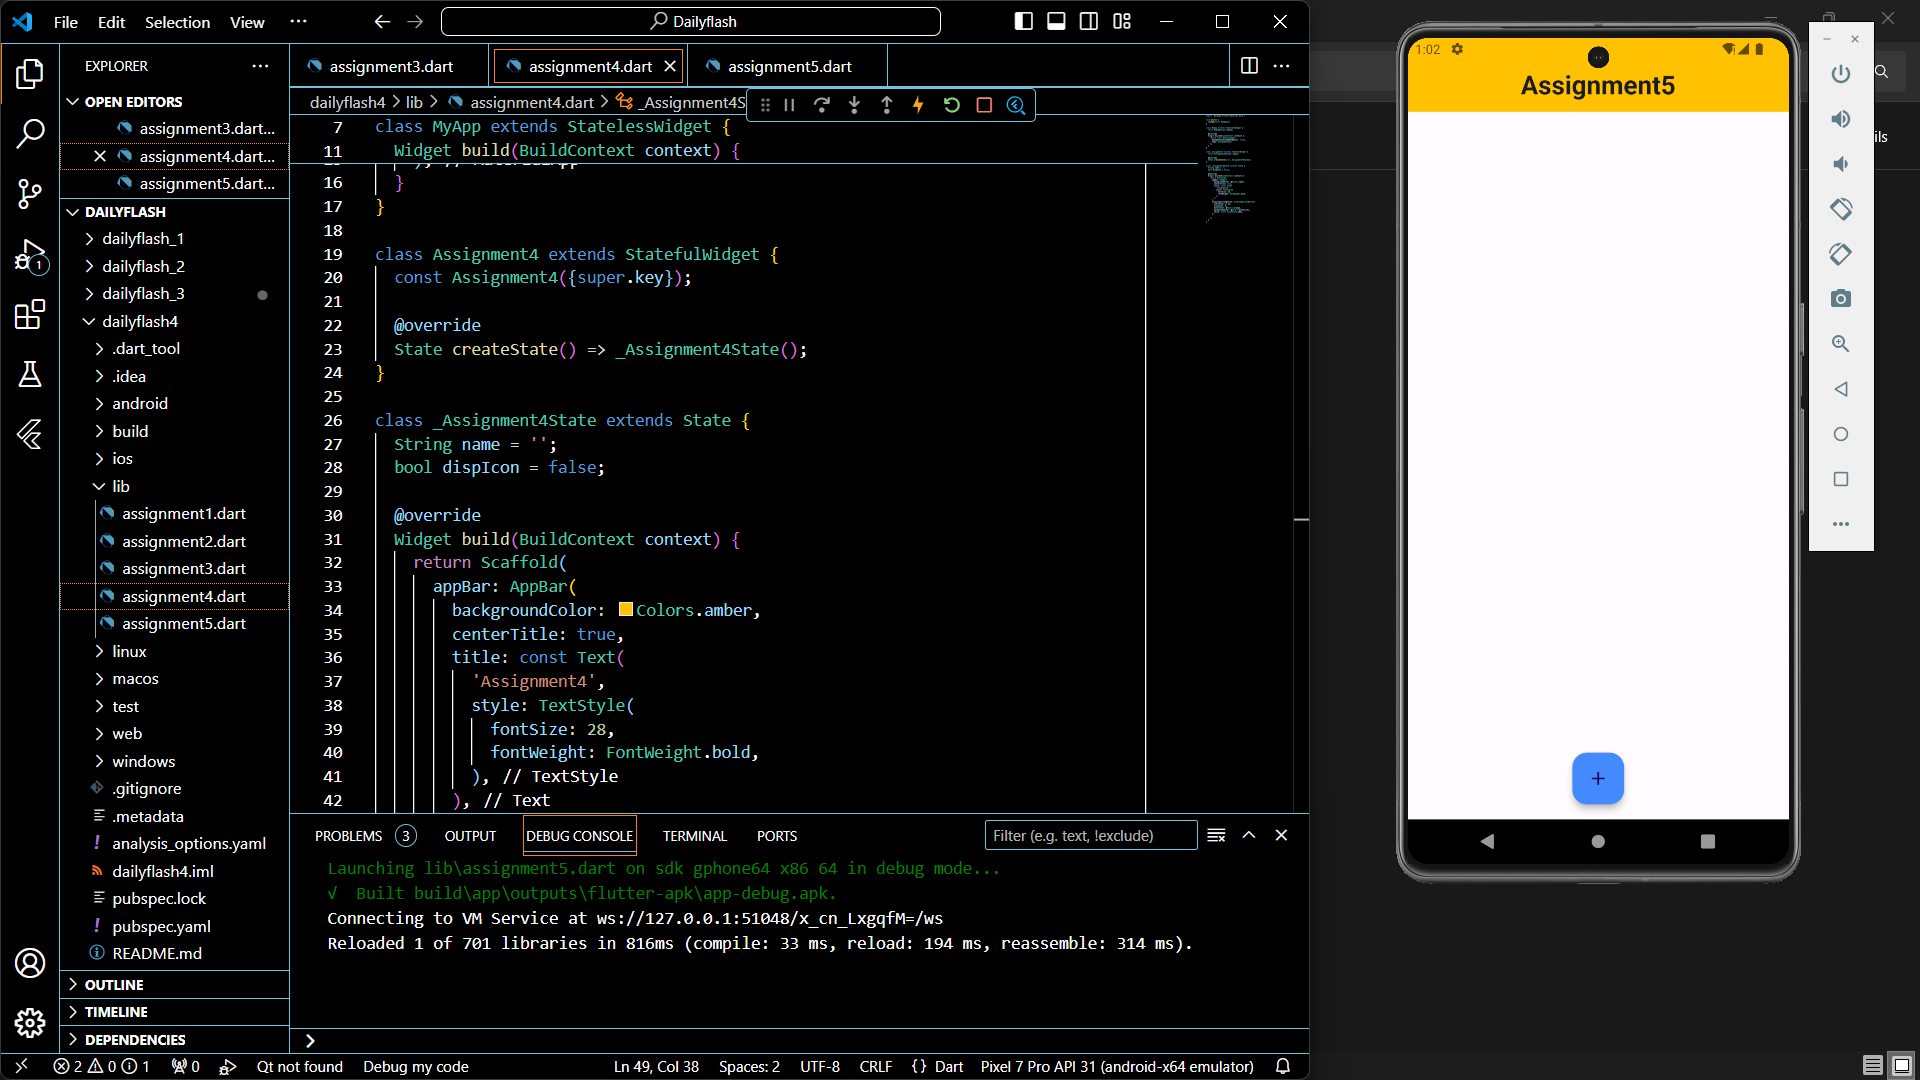 File Edit Selection View ···
Dailyflash
EXPLORER
OPEN EDITORS
assignment3.dart...
assignment4.dart...
assignment5.dart...
DAILYFLASH
dailyflash_1
dailyflash_2
dailyflash_3
dailyflash4
.dart_tool
.idea
android
build
ios
lib
assignment1.dart
assignment2.dart
assignment3.dart
assignment4.dart
assignment5.dart
linux
macos
test
web
windows
.gitignore
.metadata
analysis_options.yaml
dailyflash4.iml
pubspec.lock
pubspec.yaml
README.md
OUTLINE
TIMELINE
DEPENDENCIES
1
assignment3.dart assignment4.dart assignment5.dart
dailyflash4 > lib > assignment4.dart > _Assignment4S
7 class MyApp extends StatelessWidget {
11 Widget build(BuildContext context) {
16 }
17 }
18
19 class Assignment4 extends StatefulWidget {
20 const Assignment4({super.key});
21
22 @override
23 State createState() => _Assignment4State();
24 }
25
26 class _Assignment4State extends State {
27 String name = '';
28 bool dispIcon = false;
29
30 @override
31 Widget build(BuildContext context) {
32 return Scaffold(
33 appBar: AppBar(
34 backgroundColor: Colors.amber,
35 centerTitle: true,
36 title: const Text(
37 'Assignment4',
38 style: TextStyle(
39 fontSize: 28,
40 fontWeight: FontWeight.bold,
41 ), // TextStyle
42 ), // Text
PROBLEMS 3 OUTPUT DEBUG CONSOLE TERMINAL PORTS
Filter (e.g. text, !exclude)
Launching lib\assignment5.dart on sdk gphone64 x86 64 in debug mode...
√ Built build\app\outputs\flutter-apk\app-debug.apk.
Connecting to VM Service at ws://127.0.0.1:51048/x_cn_LxgqfM=/ws
Reloaded 1 of 701 libraries in 816ms (compile: 33 ms, reload: 194 ms, reassemble: 314 ms).
2 0 1 0 Qt not found Debug my code Ln 49, Col 38 Spaces: 2 UTF-8 CRLF {} Dart Pixel 7 Pro API 31 (android-x64 emulator)
1:02
Assignment5
+
ils